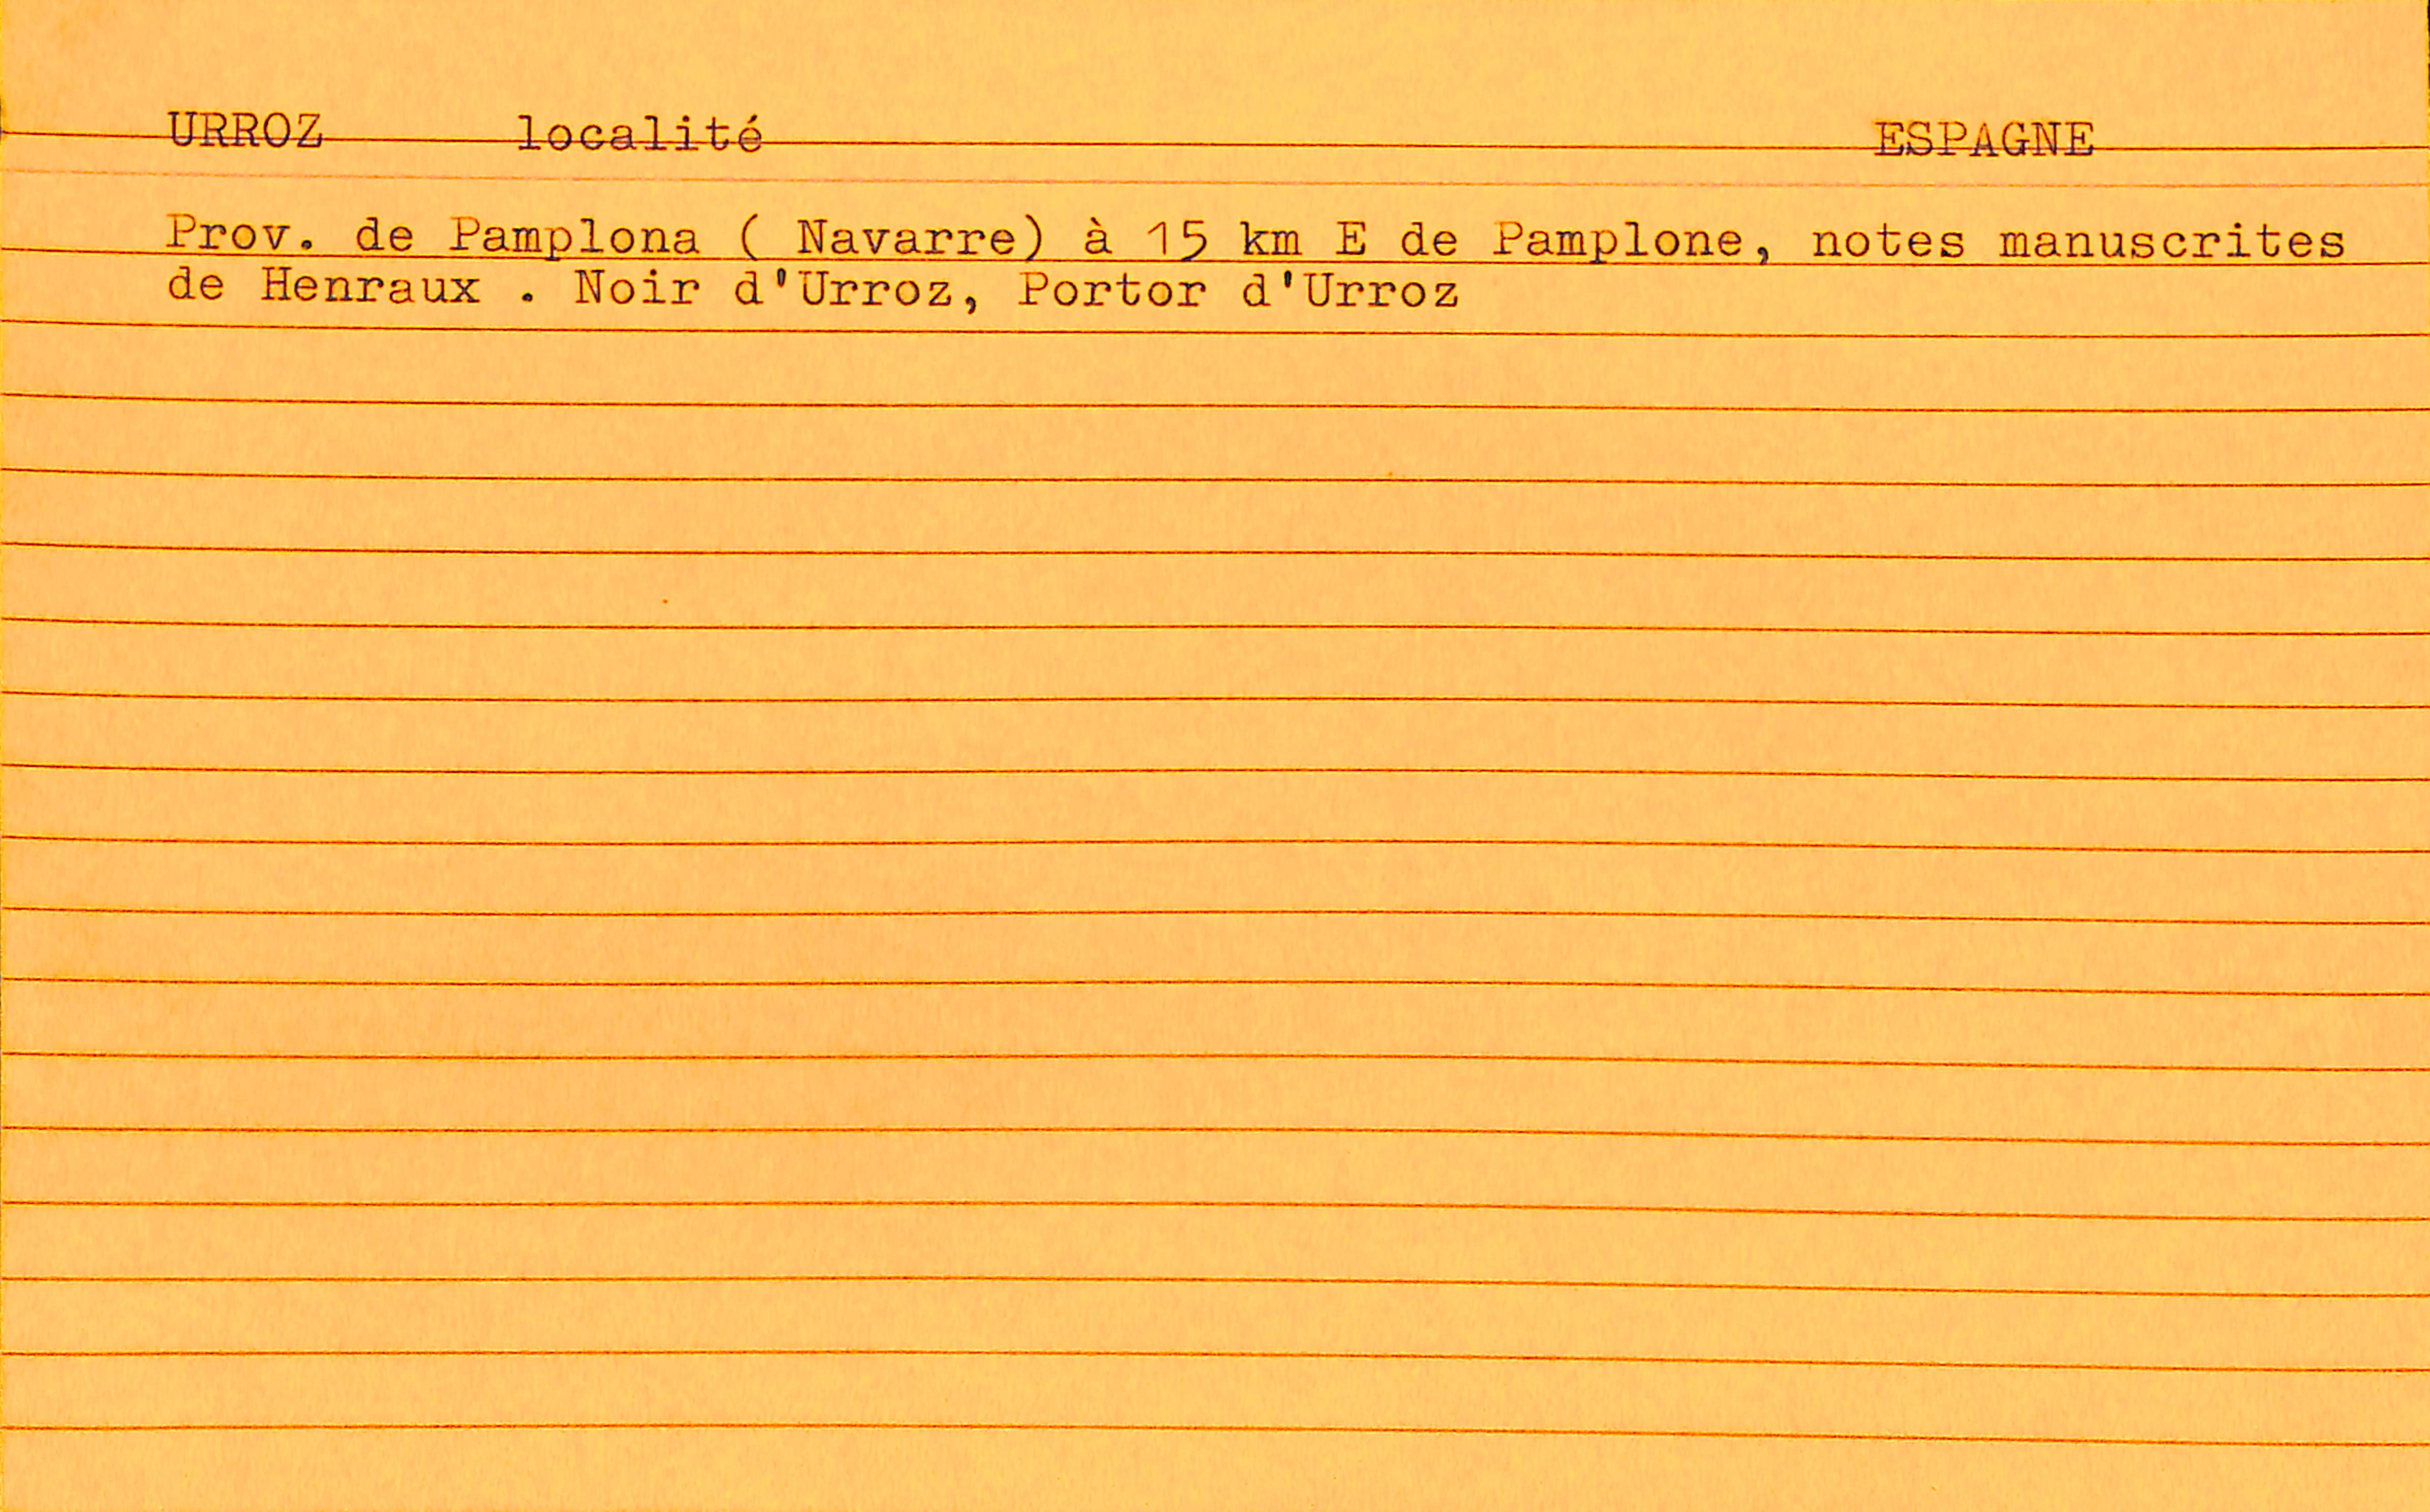 URROZ localité ESPAGNE
Prov. de Pamplona ( Navarre) à 15 km E de Pamplone, notes manuscrites
de Henraux . Noir d'Urroz, Portor d'Urroz